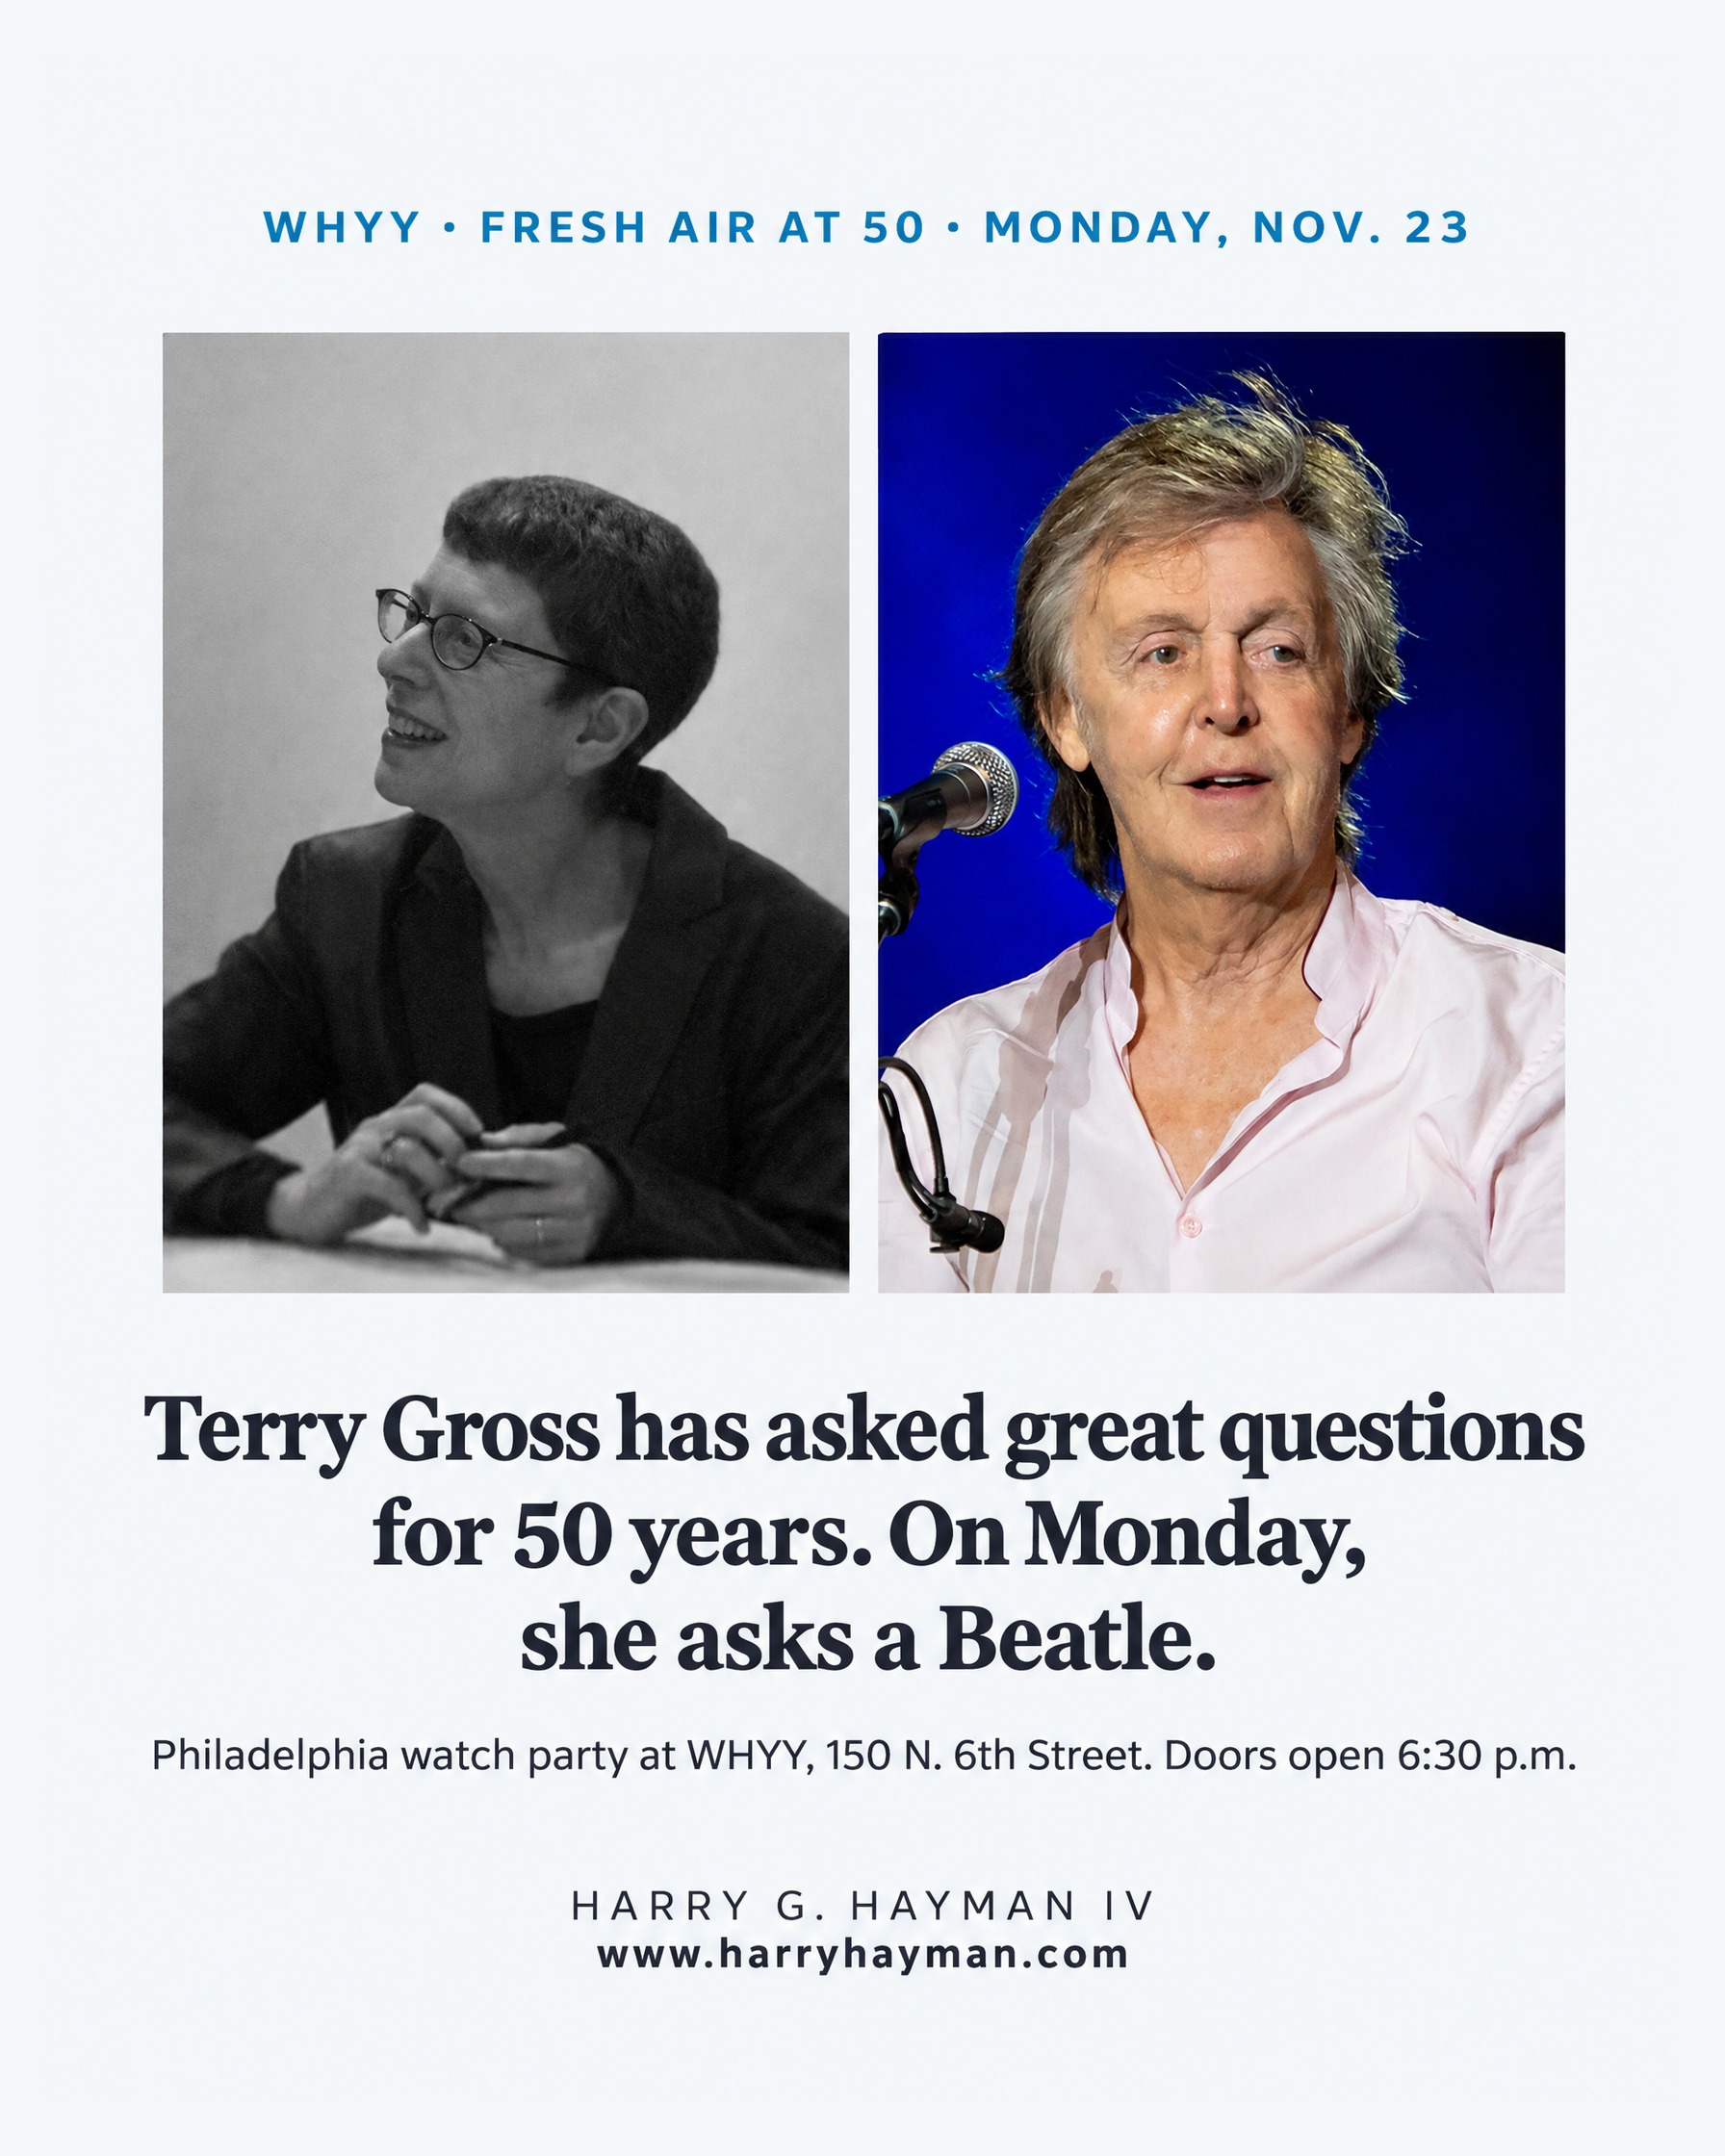 WHYY • FRESH AIR AT 50 • MONDAY, NOV. 23
Terry Gross has asked great questions
for 50 years. On Monday,
she asks a Beatle.
Philadelphia watch party at WHYY, 150 N. 6th Street. Doors open 6:30 p.m.
HARRY G. HAYMAN IV
www.harryhayman.com